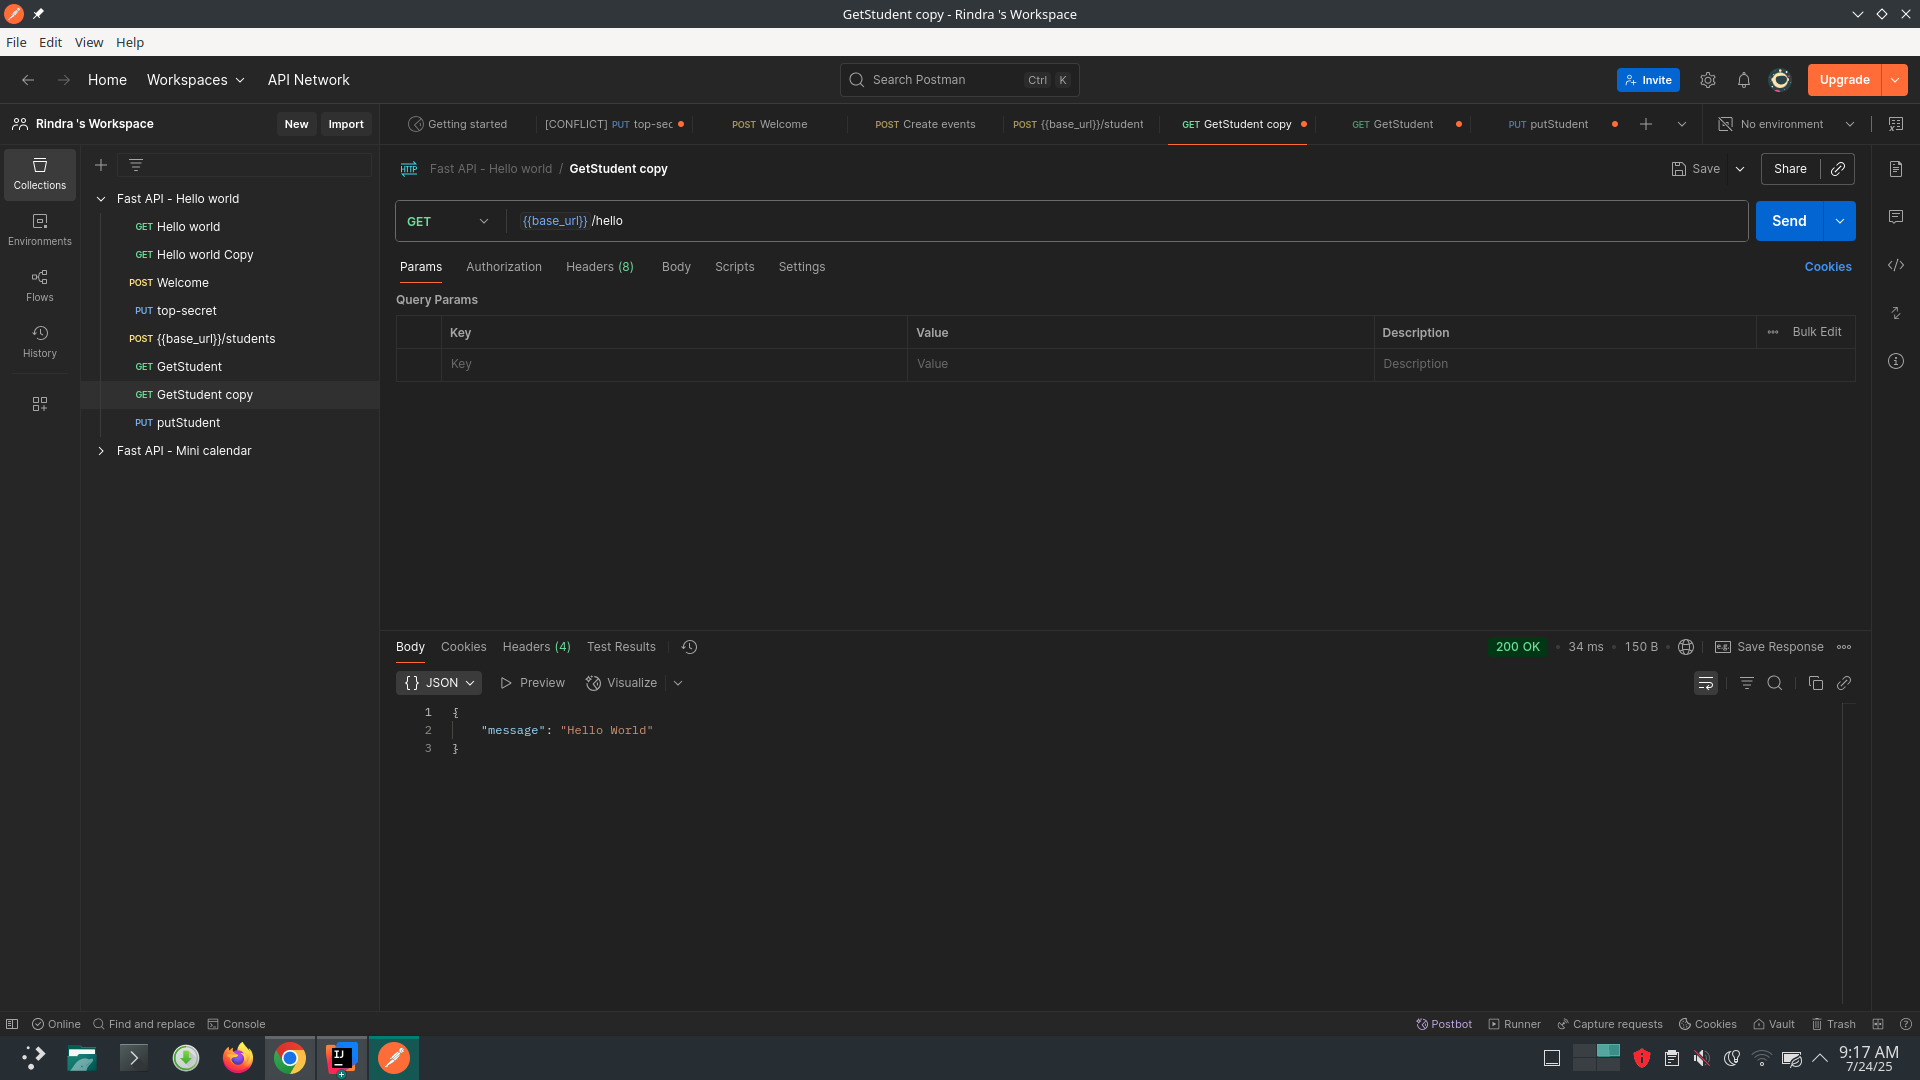 GetStudent copy - Rindra 's Workspace
File Edit View Help
Home Workspaces API Network
Search Postman Ctrl K
Invite
Upgrade
Rindra 's Workspace New Import
Getting started
[CONFLICT] PUT top-sec
POST Welcome
POST Create events
POST {{base_url}}/student
GET GetStudent copy
GET GetStudent
PUT putStudent
No environment
Collections
Environments
Flows
History
Fast API - Hello world
GET Hello world
GET Hello world Copy
POST Welcome
PUT top-secret
POST {{base_url}}/students
GET GetStudent
GET GetStudent copy
PUT putStudent
Fast API - Mini calendar
HTTP Fast API - Hello world / GetStudent copy
Save Share
GET {{base_url}} /hello
Send
Params Authorization Headers (8) Body Scripts Settings
Cookies
Query Params
Key Value Description Bulk Edit
Key Value Description
Body Cookies Headers (4) Test Results
200 OK 34 ms 150 B e.g. Save Response
{} JSON Preview Visualize
1 {
2 "message": "Hello World"
3 }
Online Find and replace Console
Postbot Runner Capture requests Cookies Vault Trash
IJ
9:17 AM
7/24/25